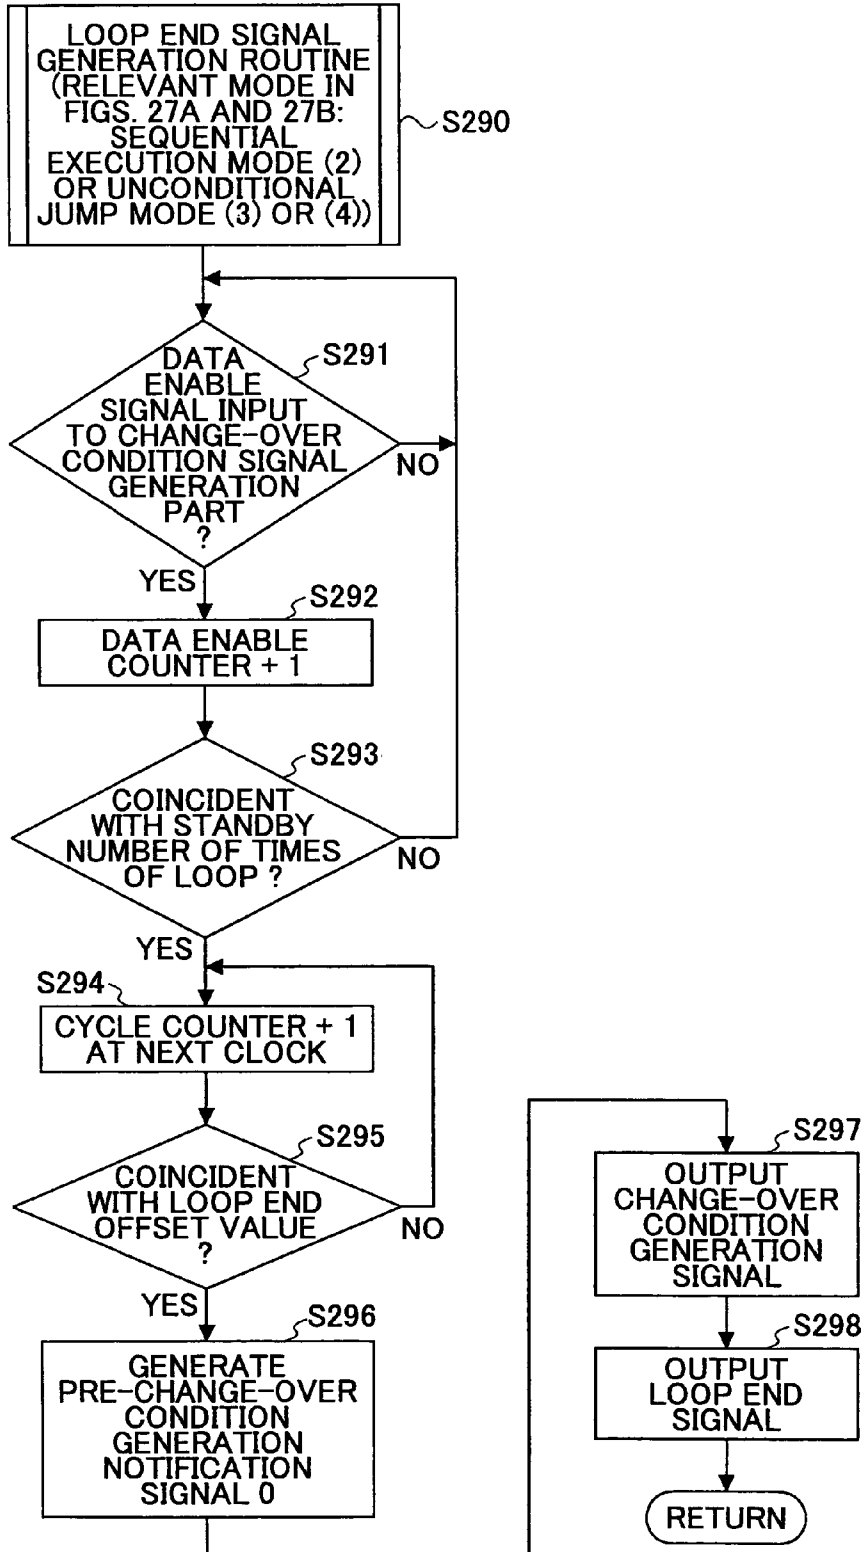 LOOP END SIGNAL
GENERATION ROUTINE
(RELEVANT MODE IN
FIGS. 27A AND 27B:
SEQUENTIAL
EXECUTION MODE (2)
OR UNCONDITIONAL
JUMP MODE (3) OR (4))
S290
S291
DATA
ENABLE
SIGNAL INPUT
TO CHANGE-OVER
CONDITION SIGNAL
GENERATION
PART
?
NO
YES
S292
DATA ENABLE
COUNTER + 1
S293
COINCIDENT
WITH STANDBY
NUMBER OF TIMES
OF LOOP ?
NO
YES
S294
CYCLE COUNTER + 1
AT NEXT CLOCK
S295
COINCIDENT
WITH LOOP END
OFFSET VALUE
?
NO
YES
S296
GENERATE
PRE-CHANGE-OVER
CONDITION
GENERATION
NOTIFICATION
SIGNAL 0
S297
OUTPUT
CHANGE-OVER
CONDITION
GENERATION
SIGNAL
S298
OUTPUT
LOOP END
SIGNAL
RETURN